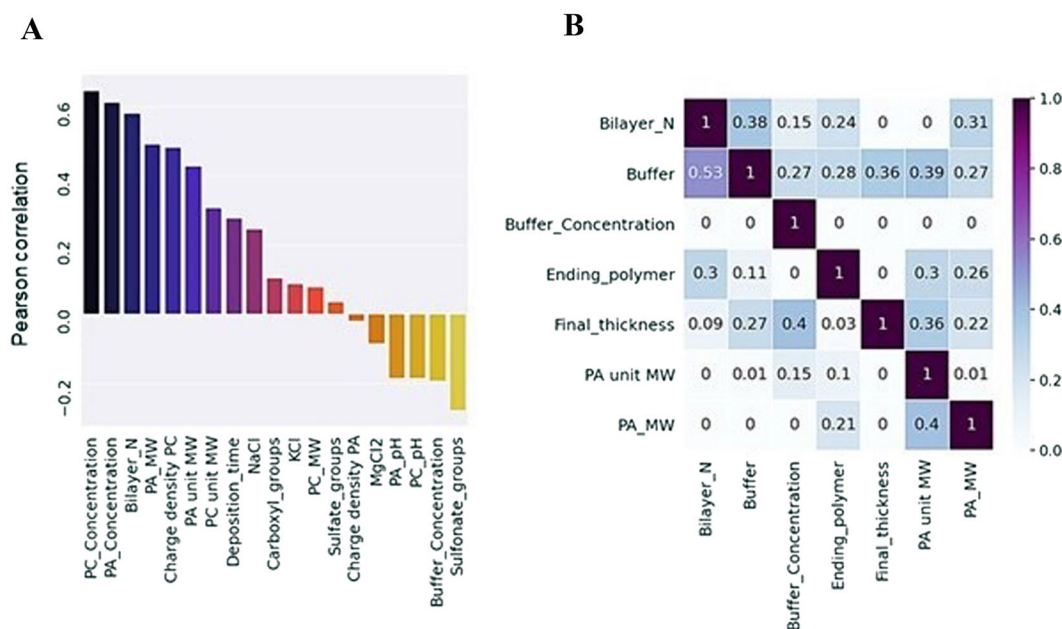 A
B
Pearson correlation
0.6
0.4
0.2
0.0
−0.2
PC_Concentration
PA_Concentration
Bilayer_N
PA_MW
Charge density PC
PA unit MW
PC unit MW
Deposition_time
NaCl
Carboxyl_groups
KCl
PC_MW
Sulfate_groups
Charge density PA
MgCl2
PA_pH
PC_pH
Buffer_Concentration
Sulfonate_groups
Bilayer_N 1 0.38 0.15 0.24 0 0 0.31
Buffer 0.53 1 0.27 0.28 0.36 0.39 0.27
Buffer_Concentration 0 0 1 0 0 0 0
Ending_polymer 0.3 0.11 0 1 0 0.3 0.26
Final_thickness 0.09 0.27 0.4 0.03 1 0.36 0.22
PA unit MW 0 0.01 0.15 0.1 0 1 0.01
PA_MW 0 0 0 0.21 0 0.4 1
Bilayer_N
Buffer
Buffer_Concentration
Ending_polymer
Final_thickness
PA unit MW
PA_MW
1.0
0.8
0.6
0.4
0.2
0.0